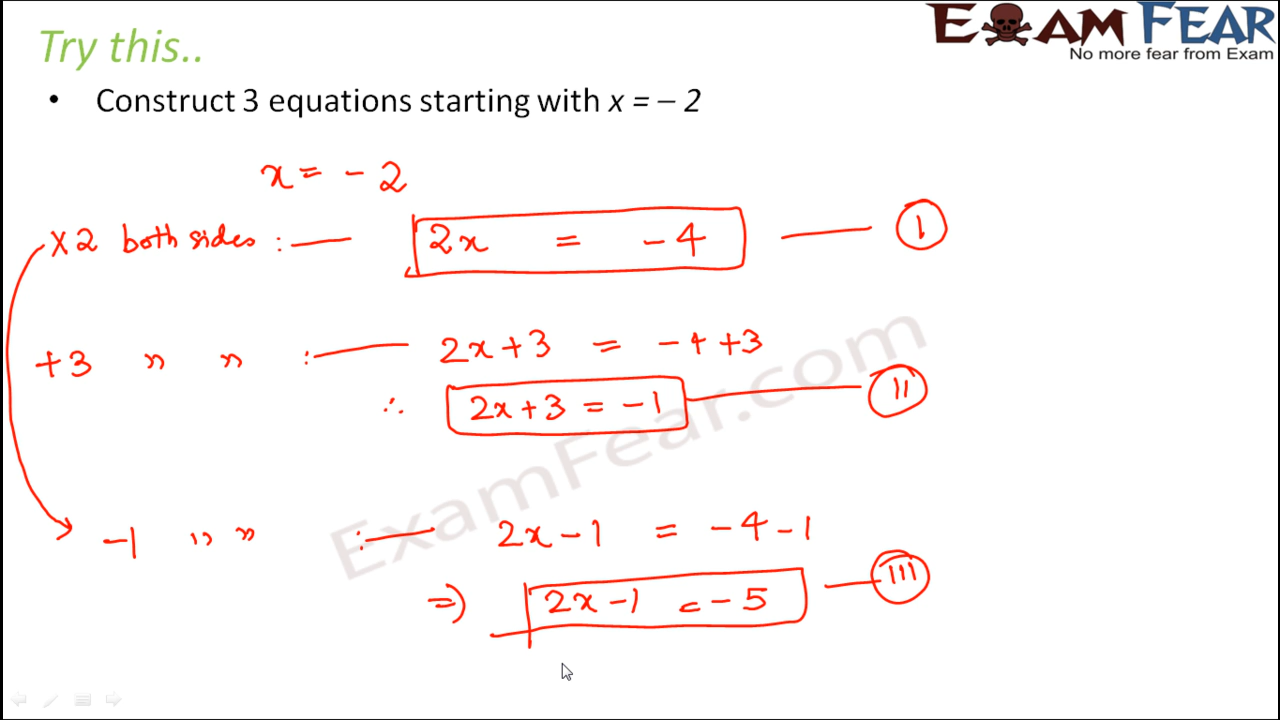 EXAM FEAR
No more fear from Exam
Try this..
• Construct 3 equations starting with x = – 2
x = - 2
x2 both sides :— 2x = -4 — I
+3 " " :— 2x+3 = -4+3
∴ 2x+3 = -1 — II
-1 " " :— 2x-1 = -4-1
⇒ 2x-1 = -5 — III
ExamFear.com